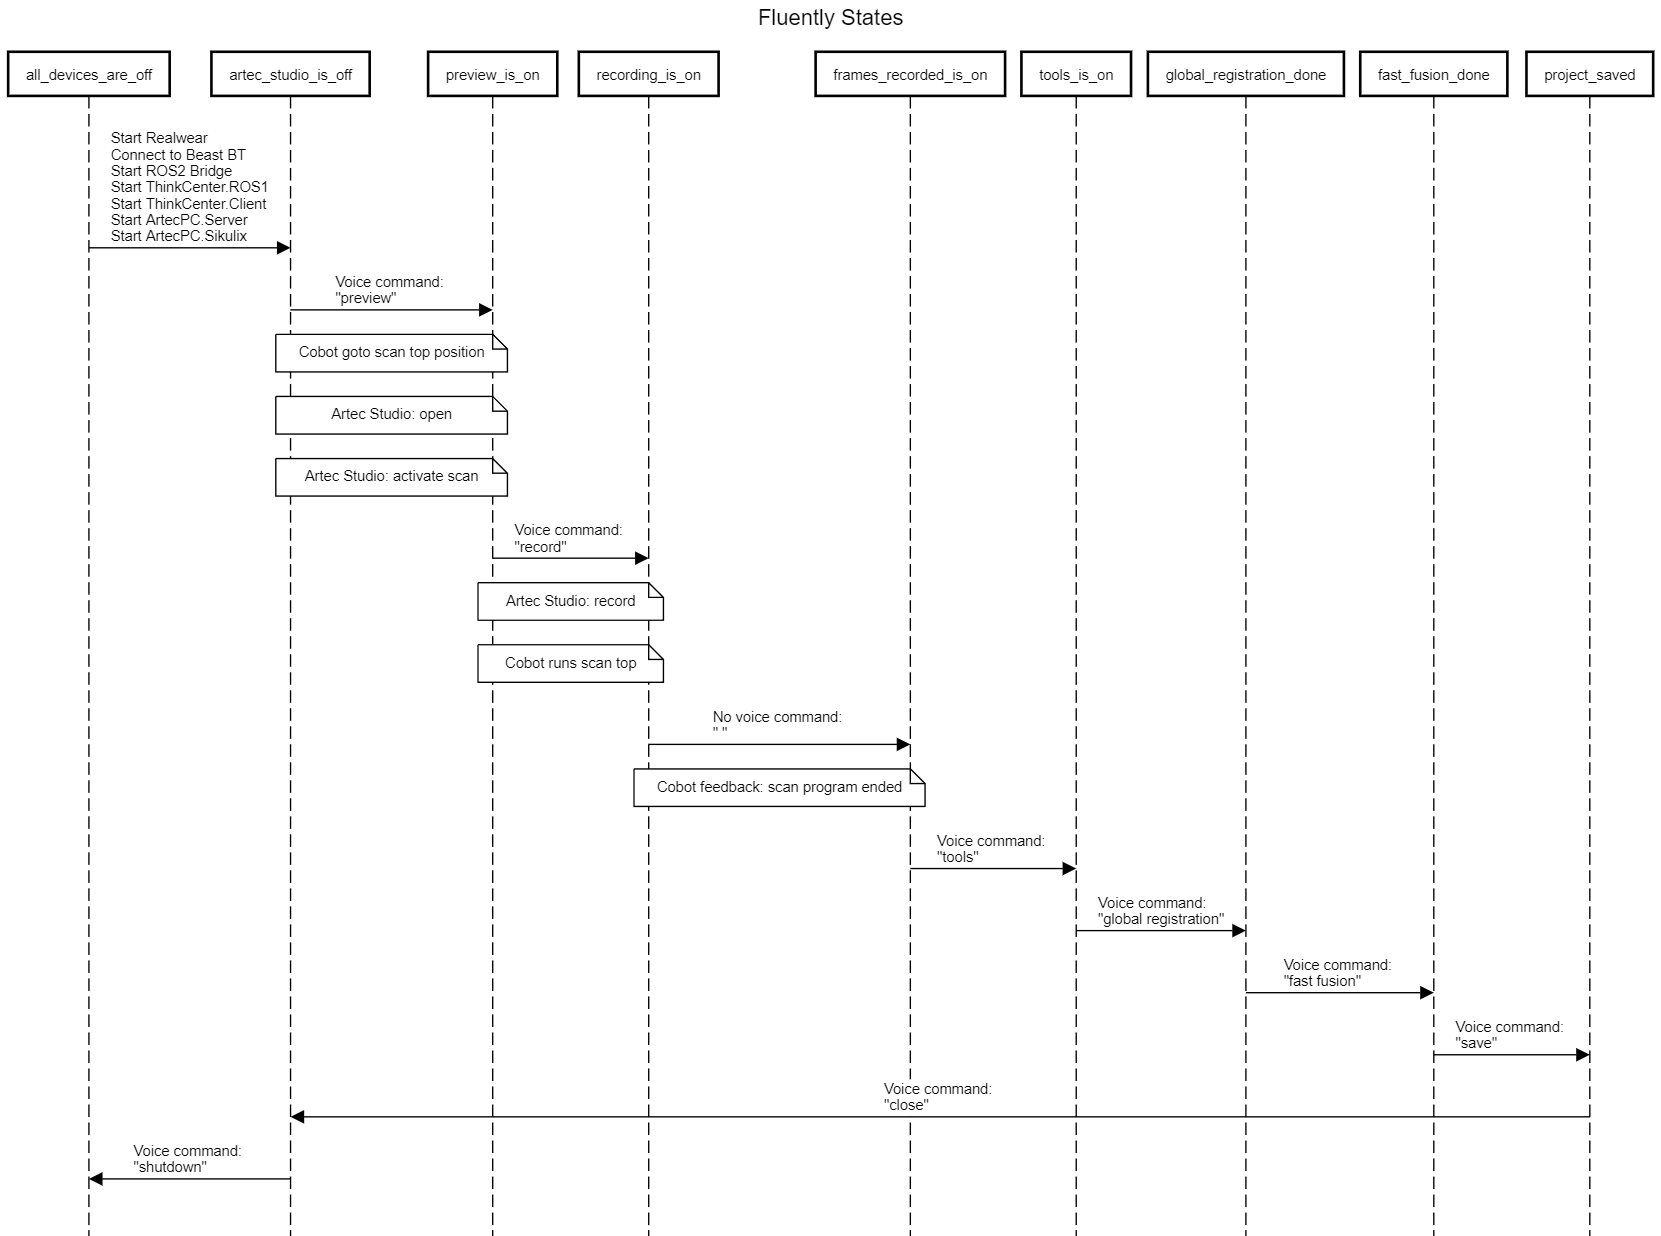 Fluently States
all_devices_are_off
artec_studio_is_off
preview_is_on
recording_is_on
frames_recorded_is_on
tools_is_on
global_registration_done
fast_fusion_done
project_saved
Start Realwear
Connect to Beast BT
Start ROS2 Bridge
Start ThinkCenter.ROS1
Start ThinkCenter.Client
Start ArtecPC.Server
Start ArtecPC.Sikulix
Voice command:
"preview"
Cobot goto scan top position
Artec Studio: open
Artec Studio: activate scan
Voice command:
"record"
Artec Studio: record
Cobot runs scan top
No voice command:
" "
Cobot feedback: scan program ended
Voice command:
"tools"
Voice command:
"global registration"
Voice command:
"fast fusion"
Voice command:
"save"
Voice command:
"close"
Voice command:
"shutdown"